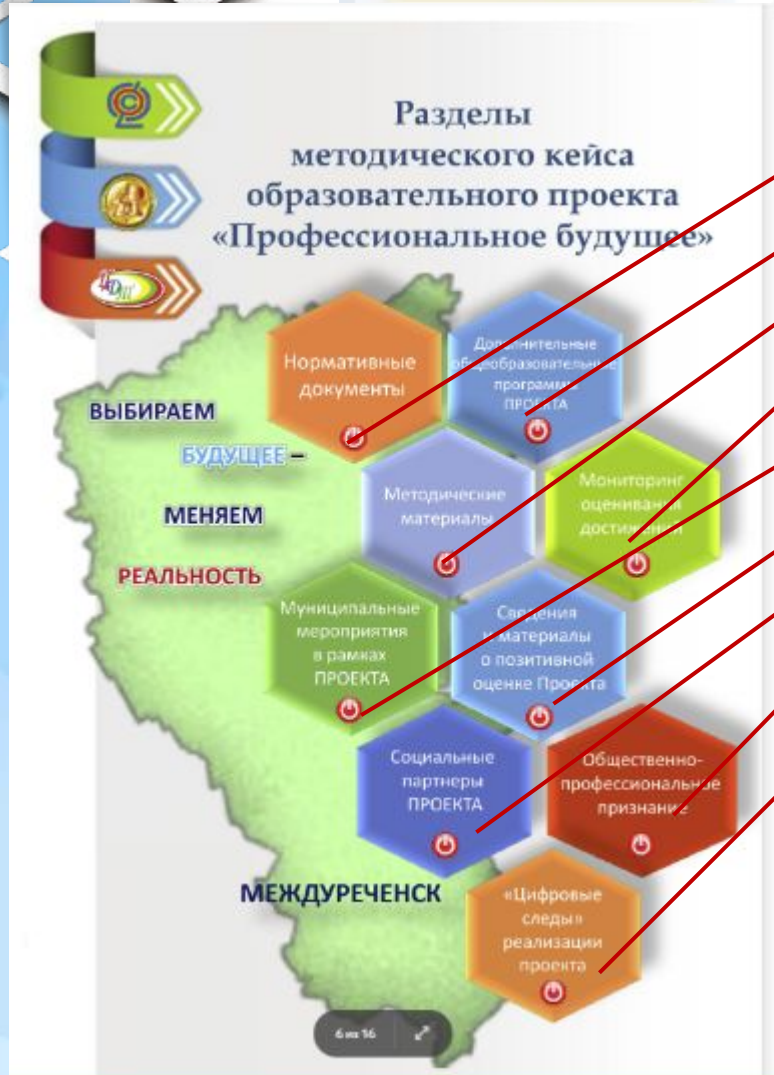 Разделы
методического кейса
образовательного проекта
«Профессиональное будущее»
Нормативные
документы
Дополнительные
общеобразовательные
программы
ПРОЕКТА
ВЫБИРАЕМ
БУДУЩЕЕ –
МЕНЯЕМ
РЕАЛЬНОСТЬ
Методические
материалы
Мониторинг
оценивания
достижений
Муниципальные
мероприятия
в рамках
ПРОЕКТА
Сведения
и материалы
о позитивной
оценке Проекта
Социальные
партнеры
ПРОЕКТА
Общественно-
профессиональное
признание
МЕЖДУРЕЧЕНСК
«Цифровые
следы»
реализации
проекта
6 из 16